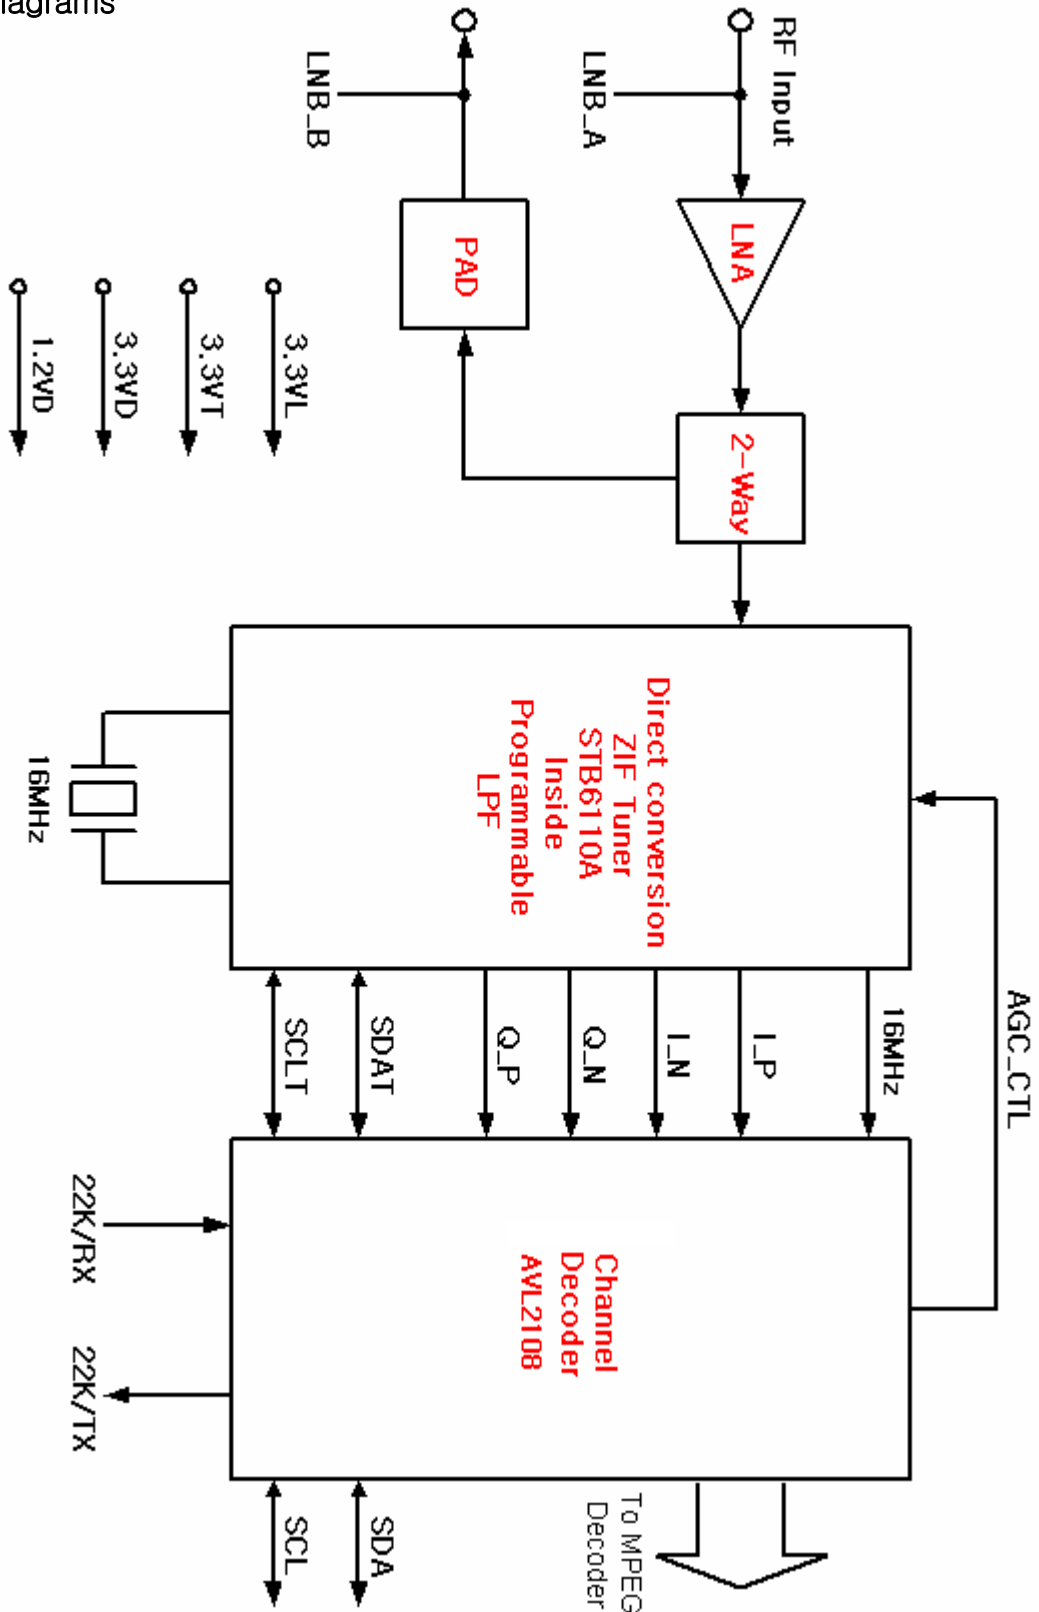 iagrams
RF Input
LNB_A
LNB_B
LNA
PAD
2-Way
3.3VL
3.3VT
3.3VD
1.2VD
Direct conversion
ZIF Tuner
STB6110A
Inside
Programmable
LPF
16MHz
AGC_CTL
16MHz
I_P
I_N
Q_N
Q_P
SDAT
SCLT
Channel
Decoder
AVL2108
22K/RX
22K/TX
To MPEG
Decoder
SDA
SCL